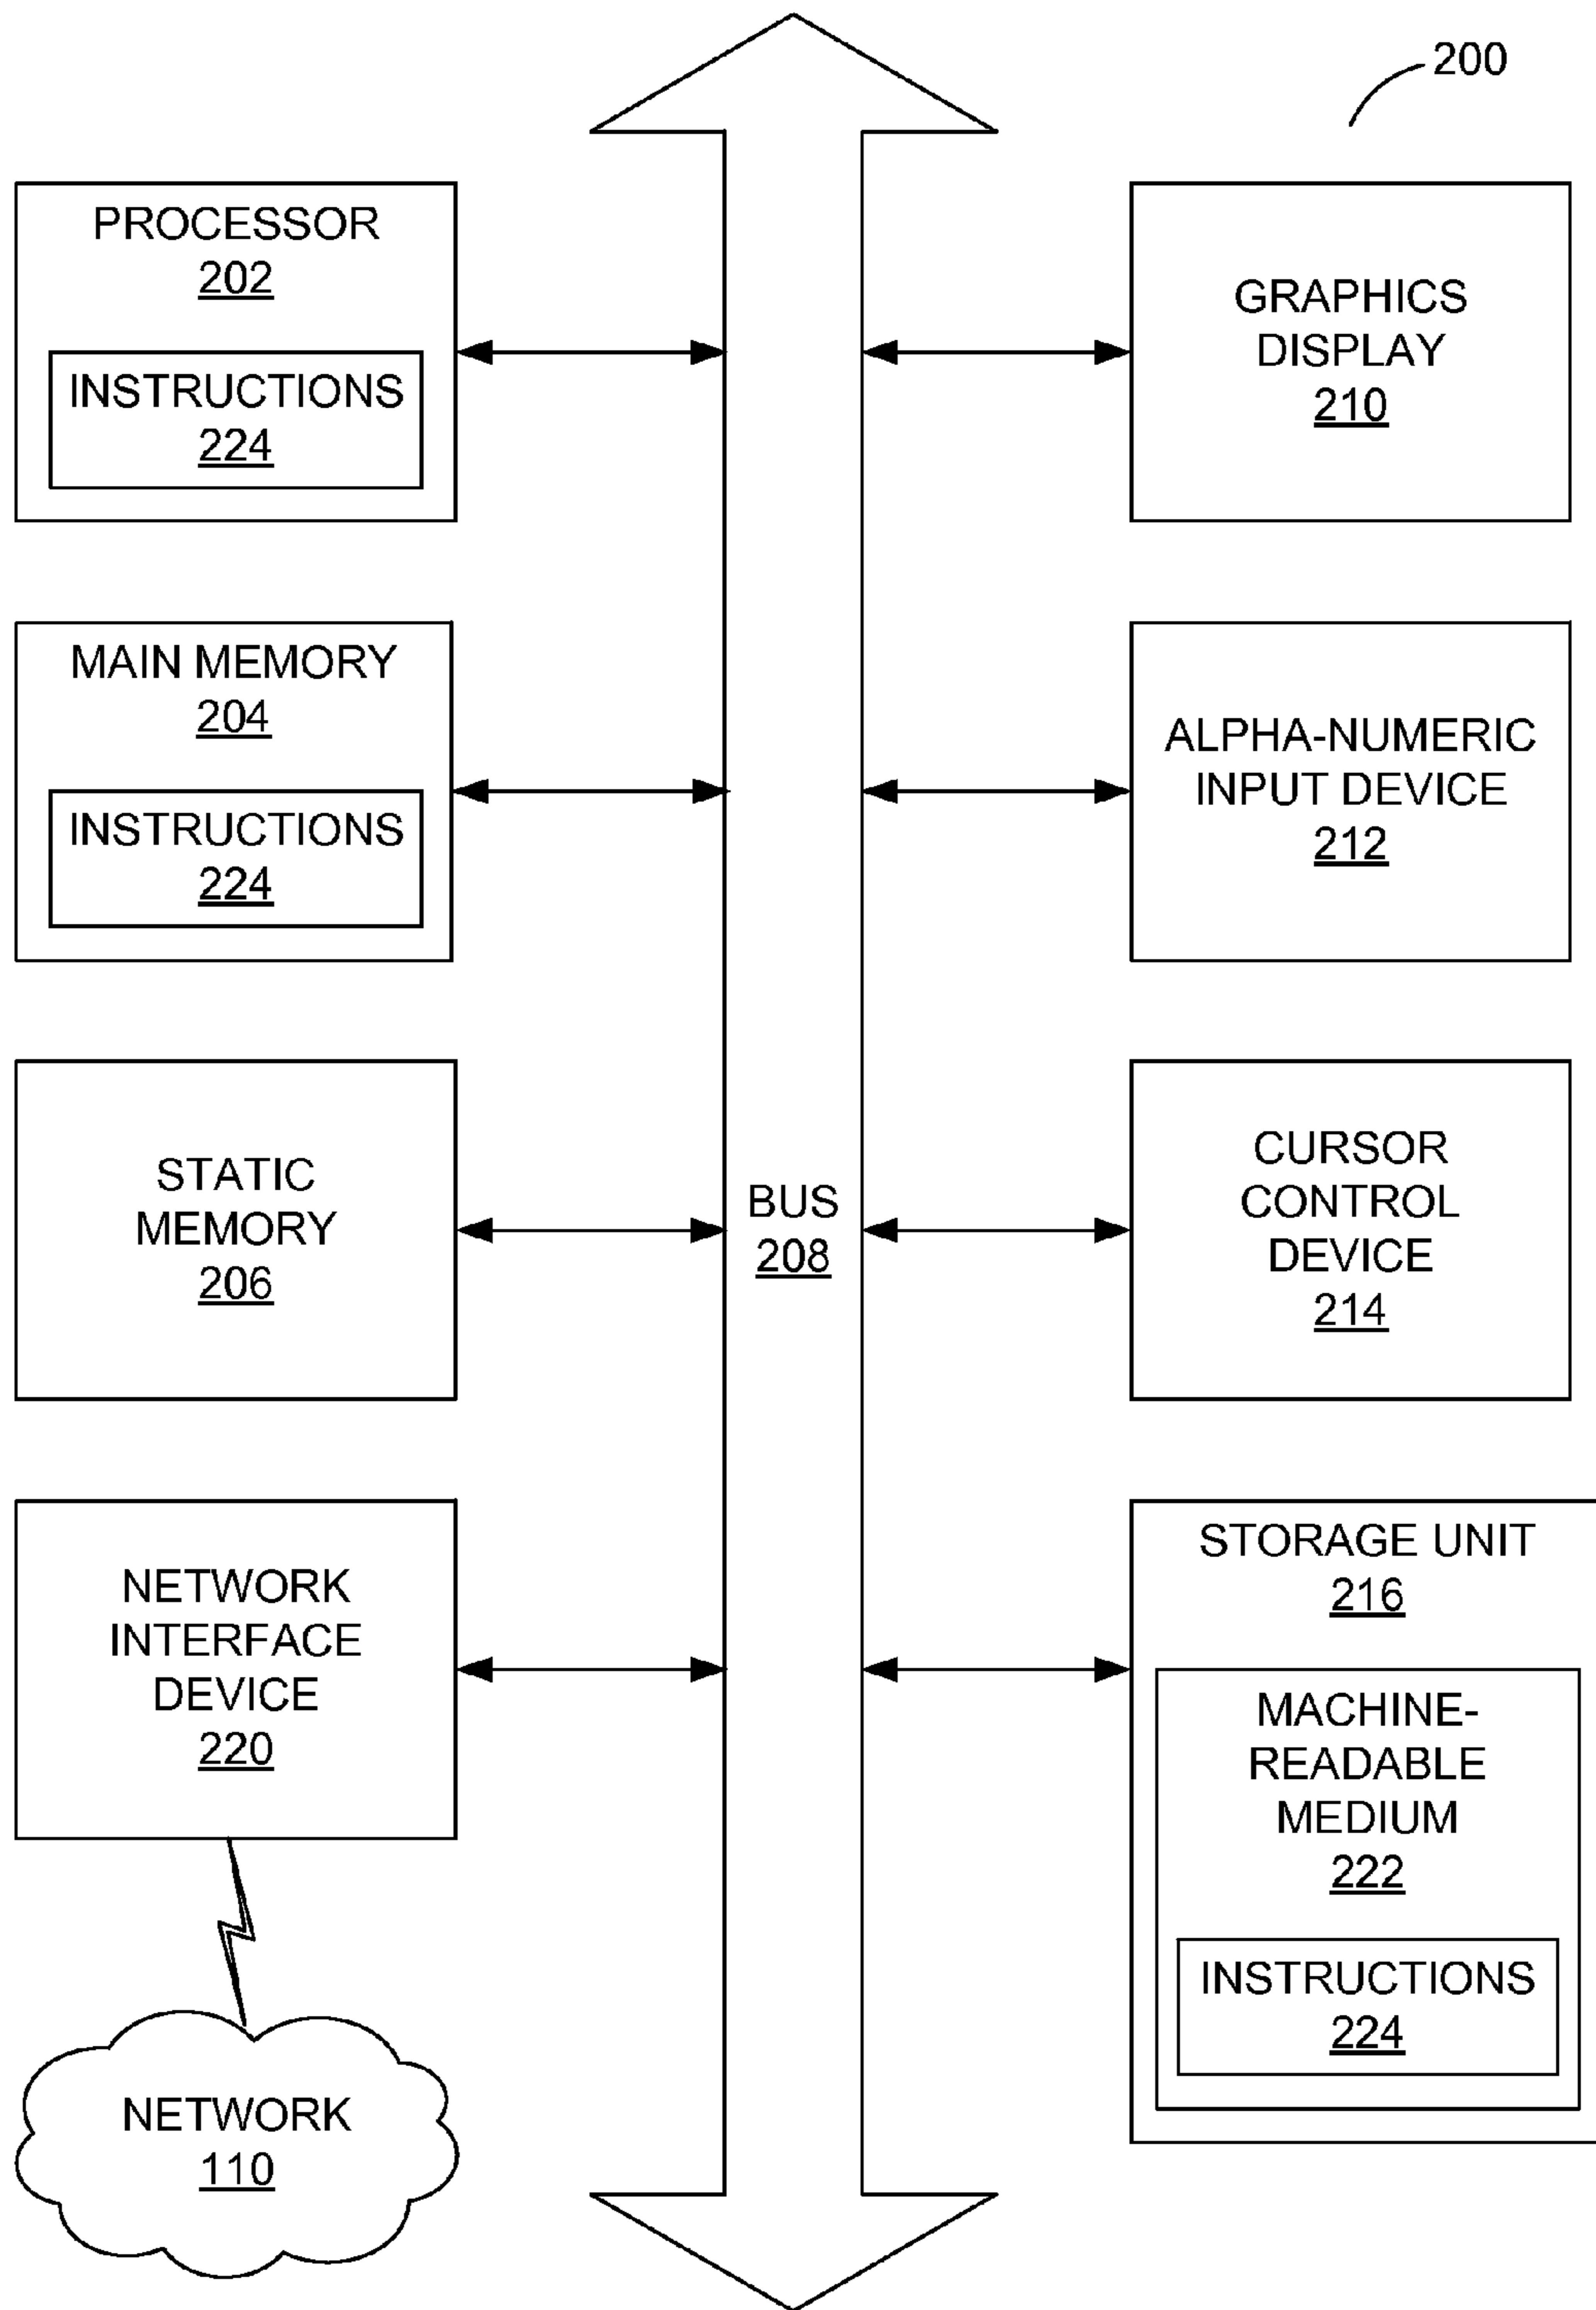 200
PROCESSOR
202
INSTRUCTIONS
224
GRAPHICS
DISPLAY
210
MAIN MEMORY
204
INSTRUCTIONS
224
ALPHA-NUMERIC
INPUT DEVICE
212
STATIC
MEMORY
206
BUS
208
CURSOR
CONTROL
DEVICE
214
NETWORK
INTERFACE
DEVICE
220
STORAGE UNIT
216
MACHINE-
READABLE
MEDIUM
222
INSTRUCTIONS
224
NETWORK
110